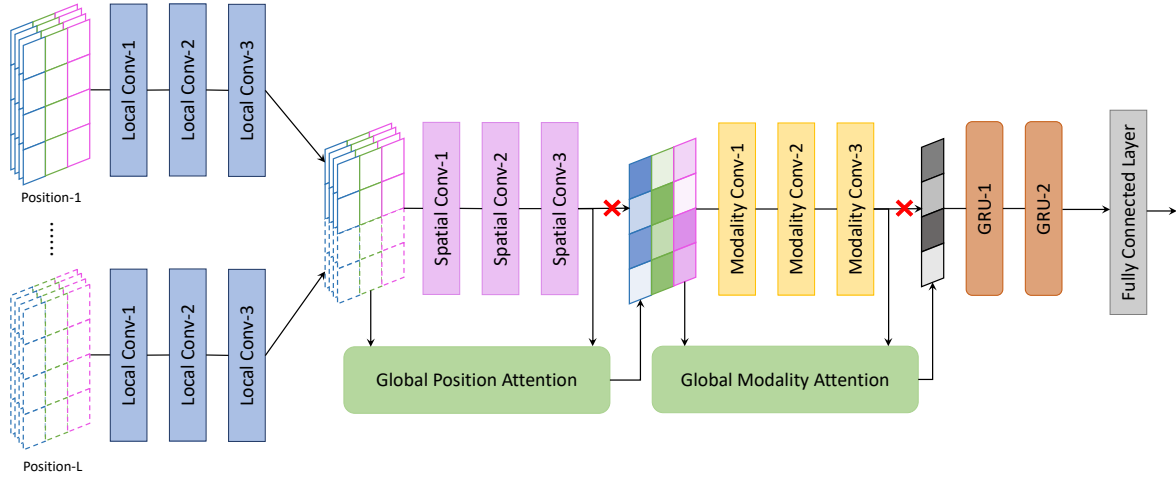 Local Conv-1
Local Conv-2
Local Conv-3
Position-1
......
Local Conv-1
Local Conv-2
Local Conv-3
Position-L
Spatial Conv-1
Spatial Conv-2
Spatial Conv-3
Global Position Attention
Modality Conv-1
Modality Conv-2
Modality Conv-3
Global Modality Attention
GRU-1
GRU-2
Fully Connected Layer